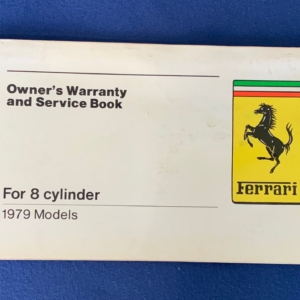 Owner's Warranty
and Service Book
For 8 cylinder
1979 Models
Ferrari